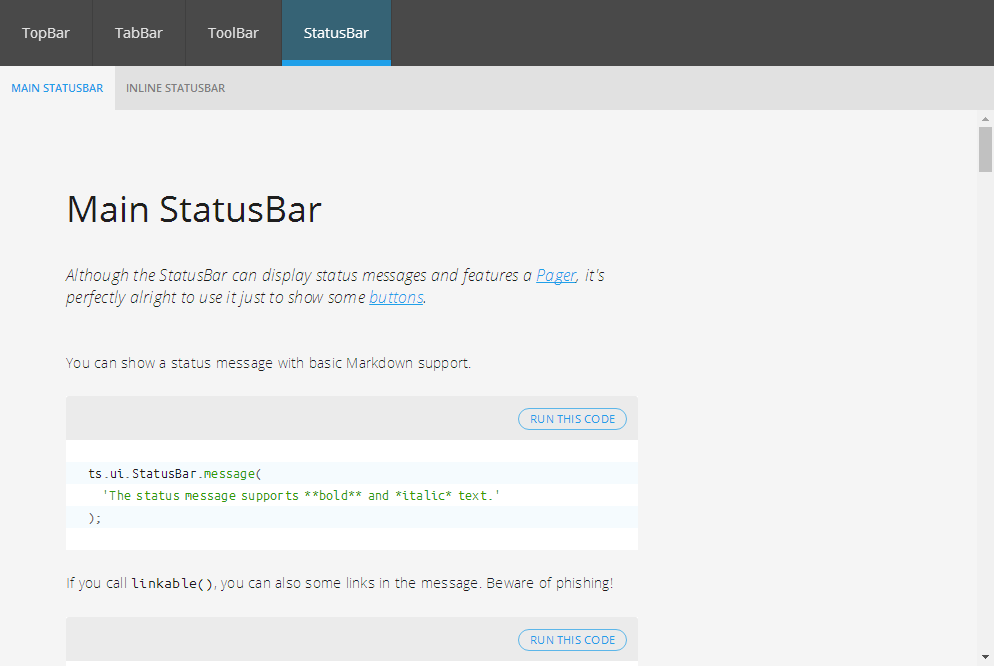 TopBar TabBar ToolBar StatusBar
MAIN STATUSBAR INLINE STATUSBAR
Main StatusBar
Although the StatusBar can display status messages and features a Pager, it's
perfectly alright to use it just to show some buttons.
You can show a status message with basic Markdown support.
RUN THIS CODE
ts.ui.StatusBar.message(
'The status message supports **bold** and *italic* text.'
);
If you call linkable(), you can also some links in the message. Beware of phishing!
RUN THIS CODE